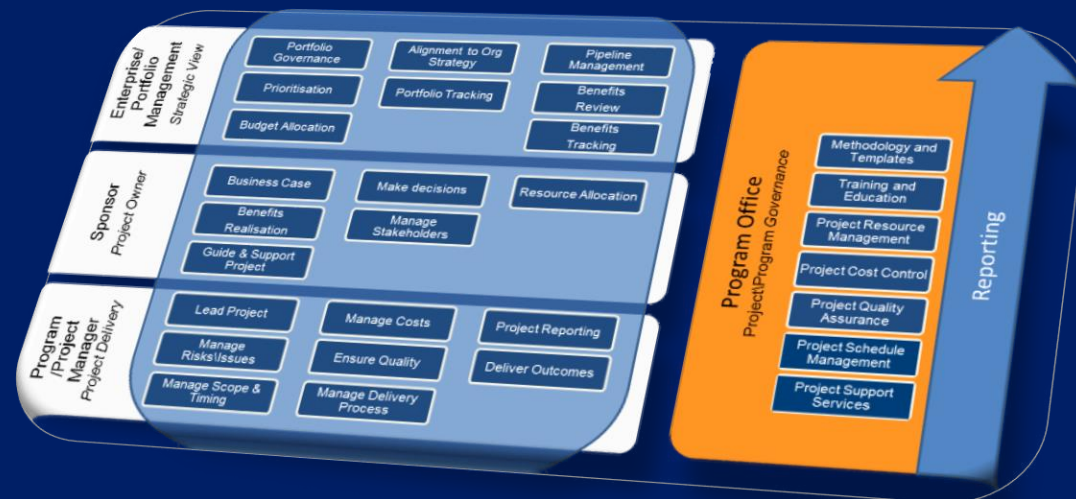 Enterprise/
Portfolio
Management
Strategic View
Portfolio
Governance
Alignment to Org
Strategy
Pipeline
Management
Prioritisation
Portfolio Tracking
Benefits
Review
Budget Allocation
Benefits
Tracking
Sponsor
Project Owner
Business Case
Make decisions
Resource Allocation
Benefits
Realisation
Manage
Stakeholders
Guide & Support
Project
Program
/Project
Manager
Project Delivery
Lead Project
Manage Costs
Project Reporting
Manage
Risks\Issues
Ensure Quality
Deliver Outcomes
Manage Scope &
Timing
Manage Delivery
Process
Program Office
Project\Program Governance
Methodology and
Templates
Training and
Education
Project Resource
Management
Project Cost Control
Project Quality
Assurance
Project Schedule
Management
Project Support
Services
Reporting